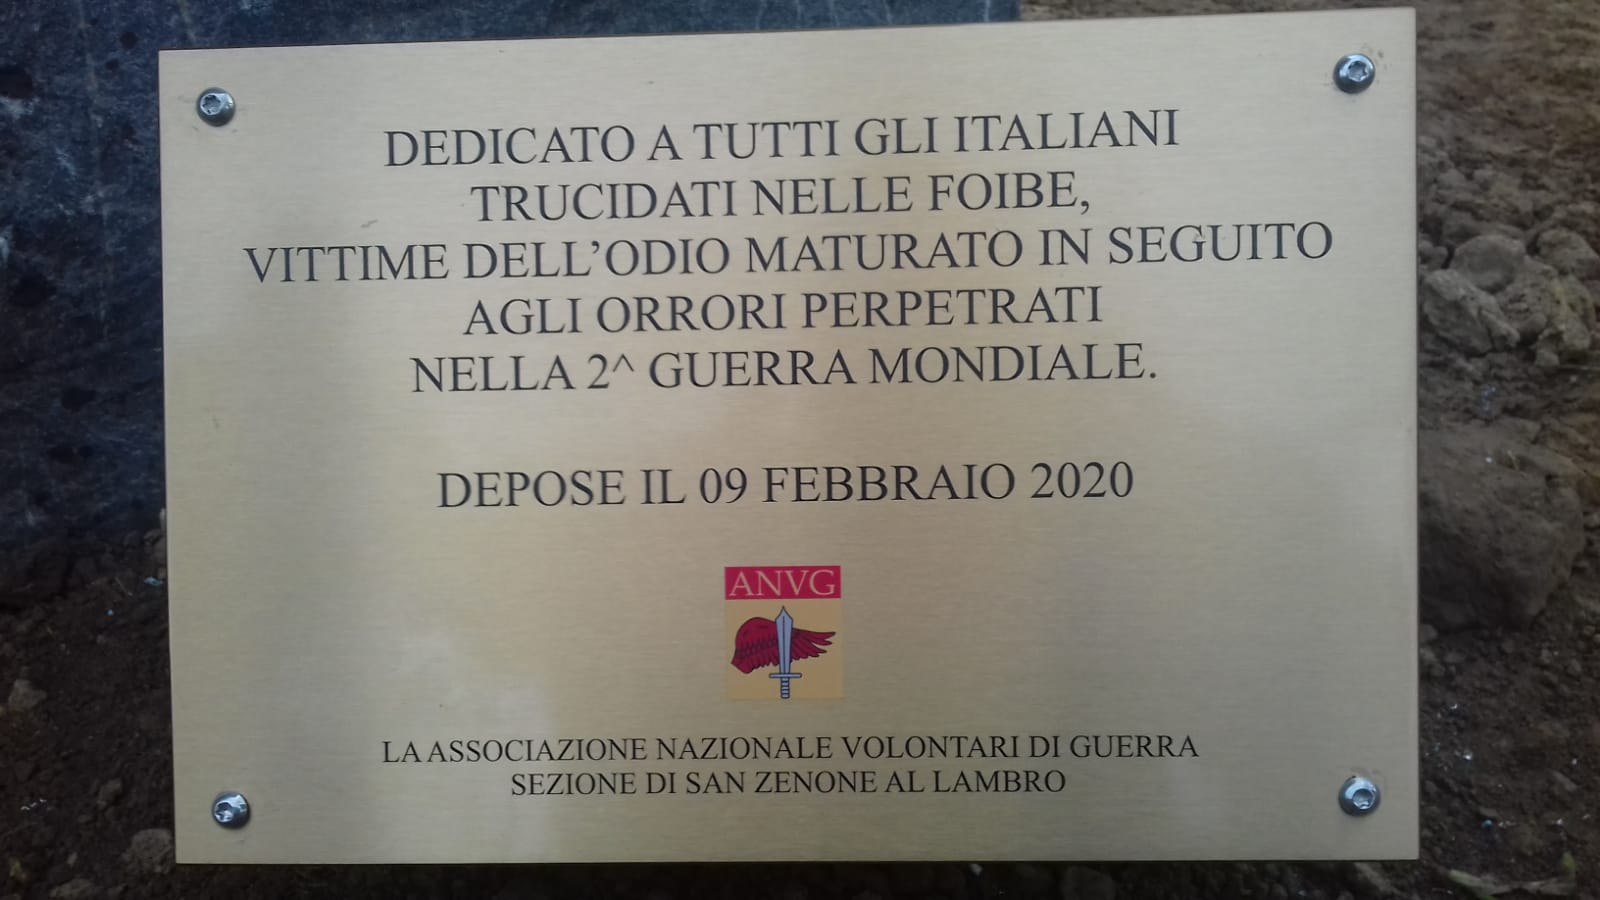 DEDICATO A TUTTI GLI ITALIANI
TRUCIDATI NELLE FOIBE,
VITTIME DELL'ODIO MATURATO IN SEGUITO
AGLI ORRORI PERPETRATI
NELLA 2^ GUERRA MONDIALE.
DEPOSE IL 09 FEBBRAIO 2020
ANVG
LA ASSOCIAZIONE NAZIONALE VOLONTARI DI GUERRA
SEZIONE DI SAN ZENONE AL LAMBRO